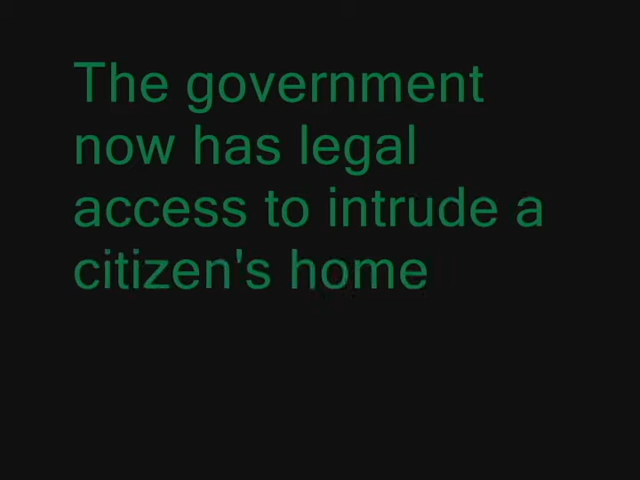 The government
now has legal
access to intrude a
citizen's home